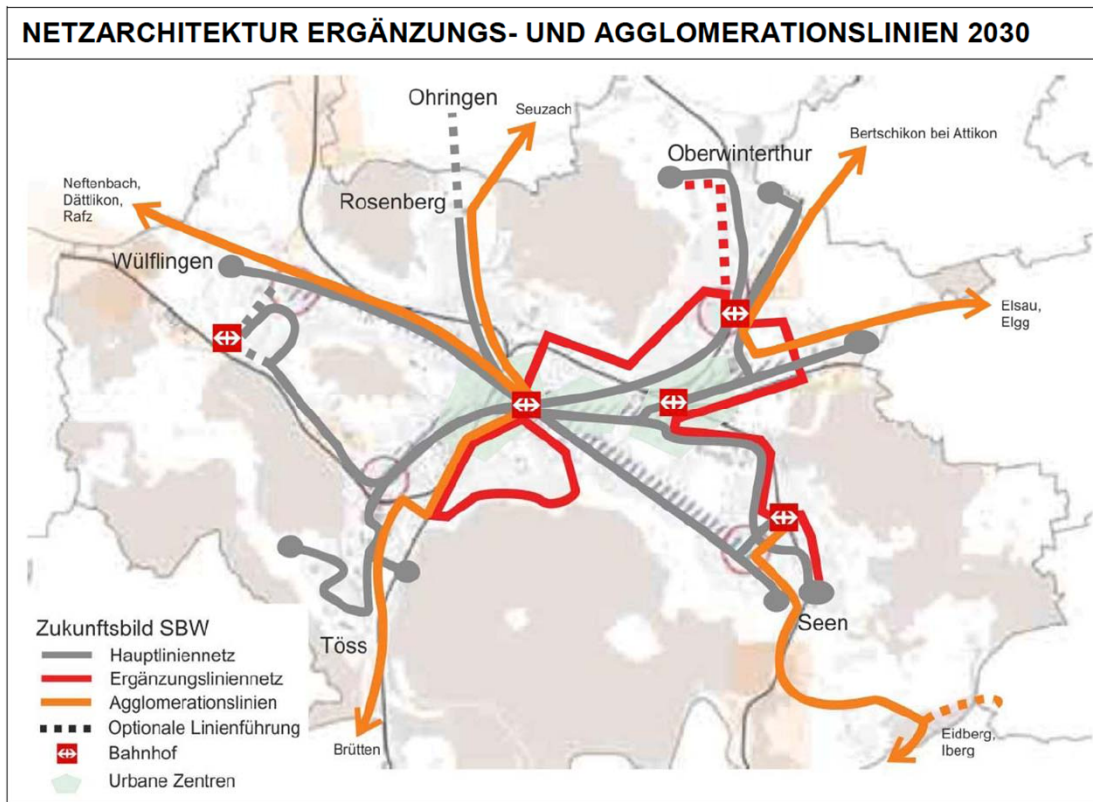 NETZARCHITEKTUR ERGÄNZUNGS- UND AGGLOMERATIONSLINIEN 2030
Ohringen
Seuzach
Bertschikon bei Attikon
Oberwinterthur
Neftenbach,
Dättlikon,
Rafz
Rosenberg
Wülflingen
Elsau,
Elgg
Seen
Töss
Brütten
Eidberg,
Iberg
Zukunftsbild SBW
Hauptliniennetz
Ergänzungsliniennetz
Agglomerationslinien
Optionale Linienführung
Bahnhof
Urbane Zentren